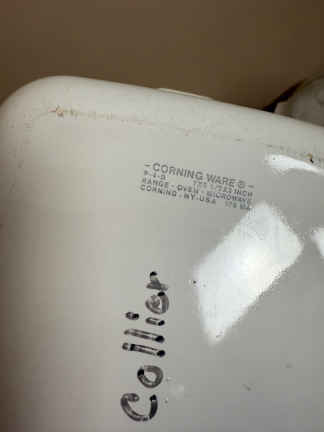 - CORNING WARE ® -
RANGE - OVEN - MICROWAVE
CORNING - NY - USA
Collier